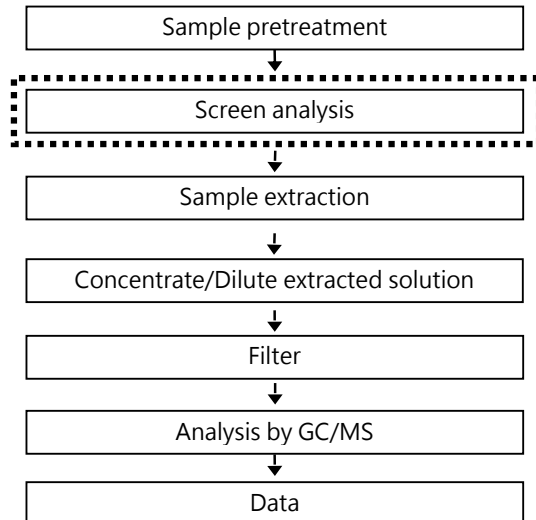 Sample pretreatment
Screen analysis
Sample extraction
Concentrate/Dilute extracted solution
Filter
Analysis by GC/MS
Data